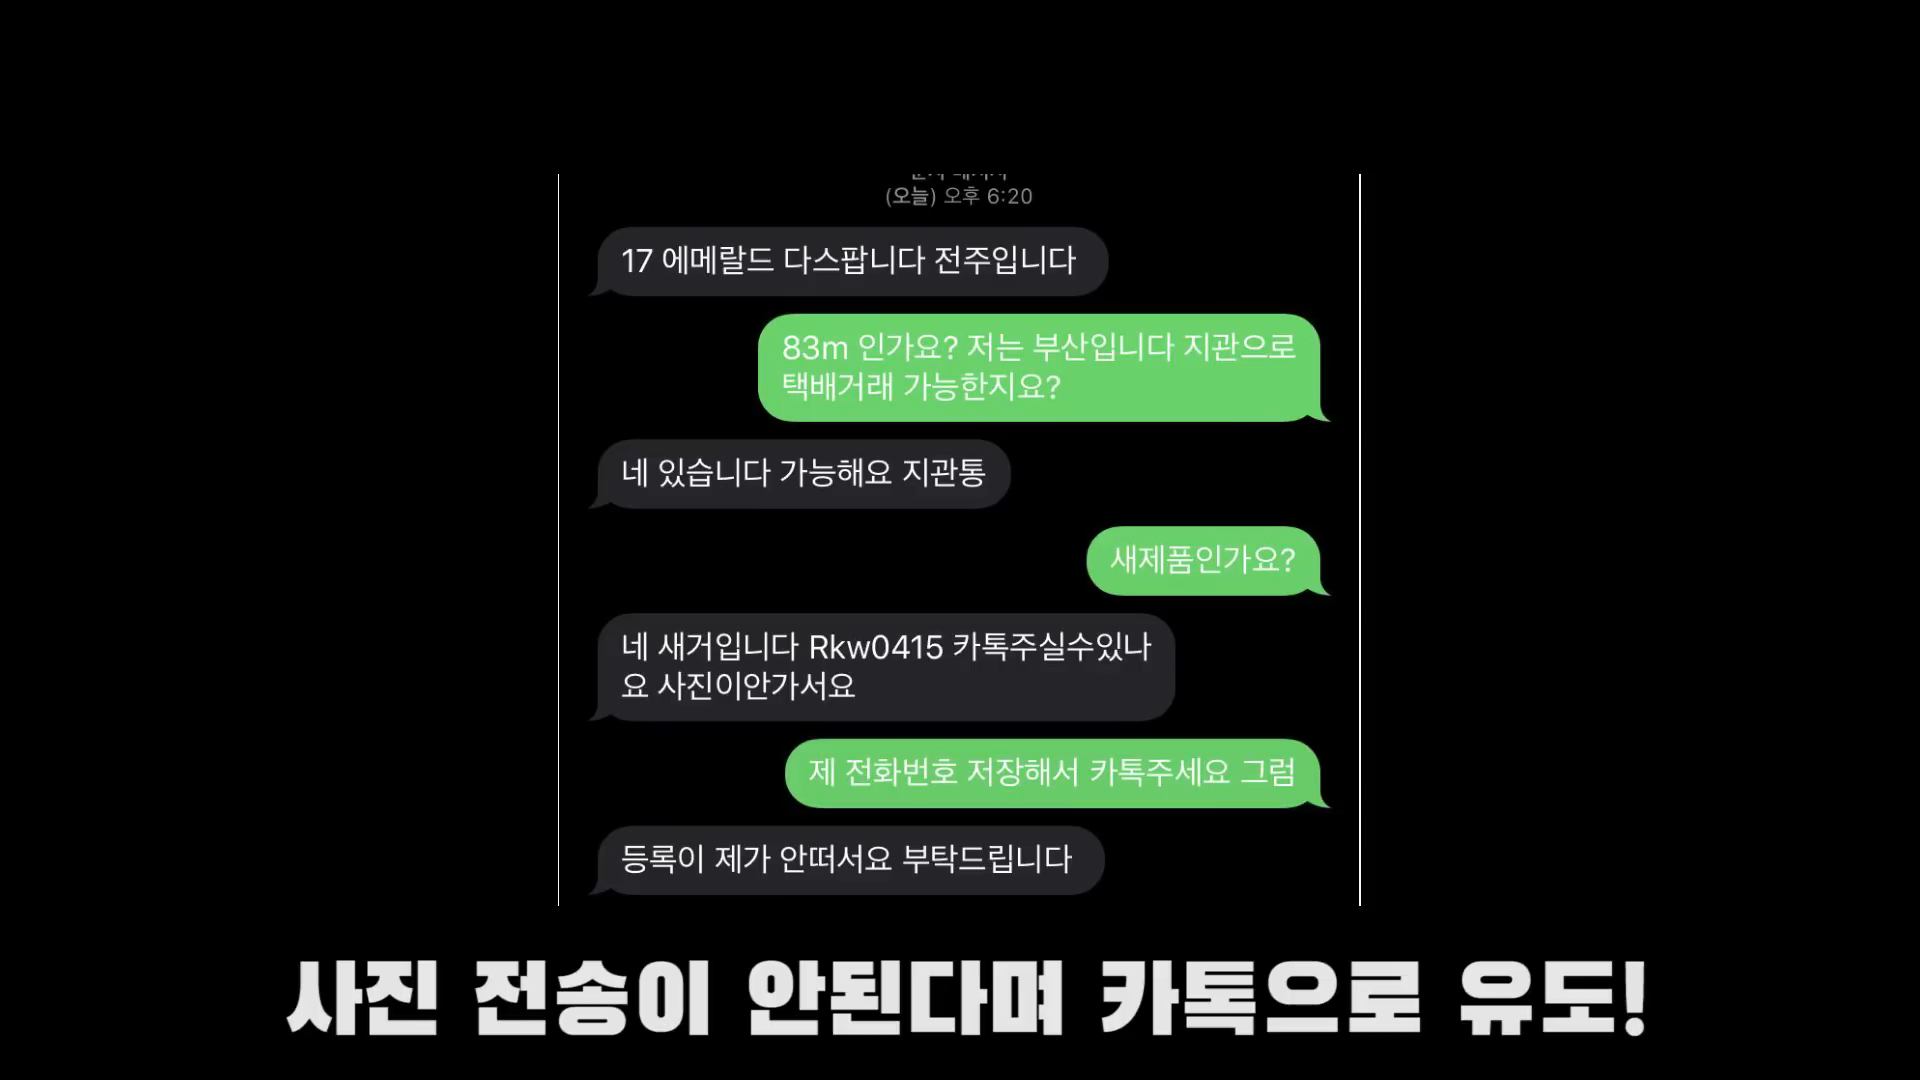 (오늘) 오후 6:20
17 에메랄드 다스팝니다 전주입니다
83m 인가요? 저는 부산입니다 지관으로
택배거래 가능한지요?
네 있습니다 가능해요 지관통
새제품인가요?
네 새거입니다 Rkw0415 카톡주실수있나
요 사진이안가서요
제 전화번호 저장해서 카톡주세요 그럼
등록이 제가 안떠서요 부탁드립니다
사진 전송이 안된다며 카톡으로 유도!